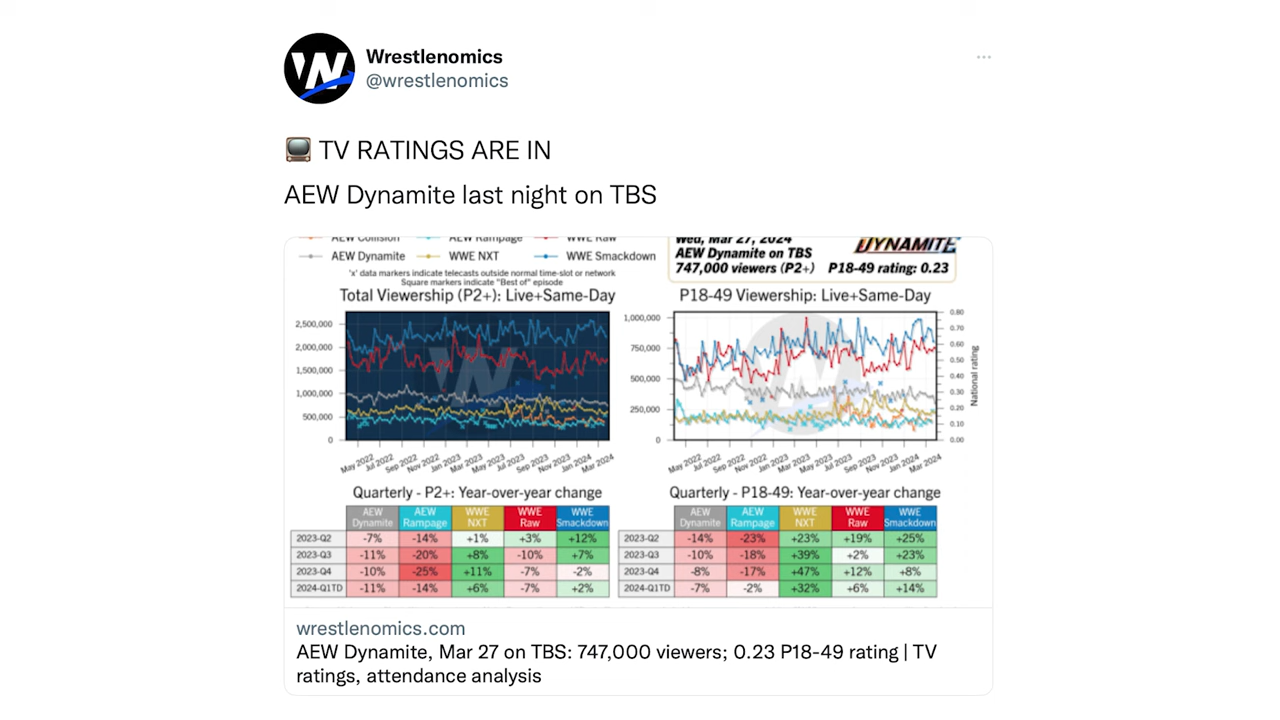 Wrestlenomics
@wrestlenomics
TV RATINGS ARE IN
AEW Dynamite last night on TBS
AEW Collision AEW Rampage WWE Raw
AEW Dynamite WWE NXT WWE Smackdown
'x' data markers indicate telecasts outside normal time-slot or network
Square markers indicate "Best of" episode
Wed, Mar 27, 2024
AEW Dynamite on TBS
747,000 viewers (P2+) P18-49 rating: 0.23
DYNAMITE
Total Viewership (P2+): Live+Same-Day
2,500,000
2,000,000
1,500,000
1,000,000
500,000
0
May 2022 Jul 2022 Sep 2022 Nov 2022 Jan 2023 Mar 2023 May 2023 Jul 2023 Sep 2023 Nov 2023 Jan 2024 Mar 2024
P18-49 Viewership: Live+Same-Day
1,000,000
750,000
500,000
250,000
0
0.80
0.70
0.60
0.50
0.40
0.30
0.20
0.10
0.00
National rating
May 2022 Jul 2022 Sep 2022 Nov 2022 Jan 2023 Mar 2023 May 2023 Jul 2023 Sep 2023 Nov 2023 Jan 2024 Mar 2024
Quarterly - P2+: Year-over-year change
AEW Dynamite AEW Rampage WWE NXT WWE Raw WWE Smackdown
2023-Q2 -7% -14% +1% +3% +12%
2023-Q3 -11% -20% +8% -10% +7%
2023-Q4 -10% -25% +11% -7% -2%
2024-Q1TD -11% -14% +6% -7% +2%
Quarterly - P18-49: Year-over-year change
AEW Dynamite AEW Rampage WWE NXT WWE Raw WWE Smackdown
2023-Q2 -14% -23% +23% +19% +25%
2023-Q3 -10% -18% +39% +2% +23%
2023-Q4 -8% -17% +47% +12% +8%
2024-Q1TD -7% -2% +32% +6% +14%
wrestlenomics.com
AEW Dynamite, Mar 27 on TBS: 747,000 viewers; 0.23 P18-49 rating | TV
ratings, attendance analysis